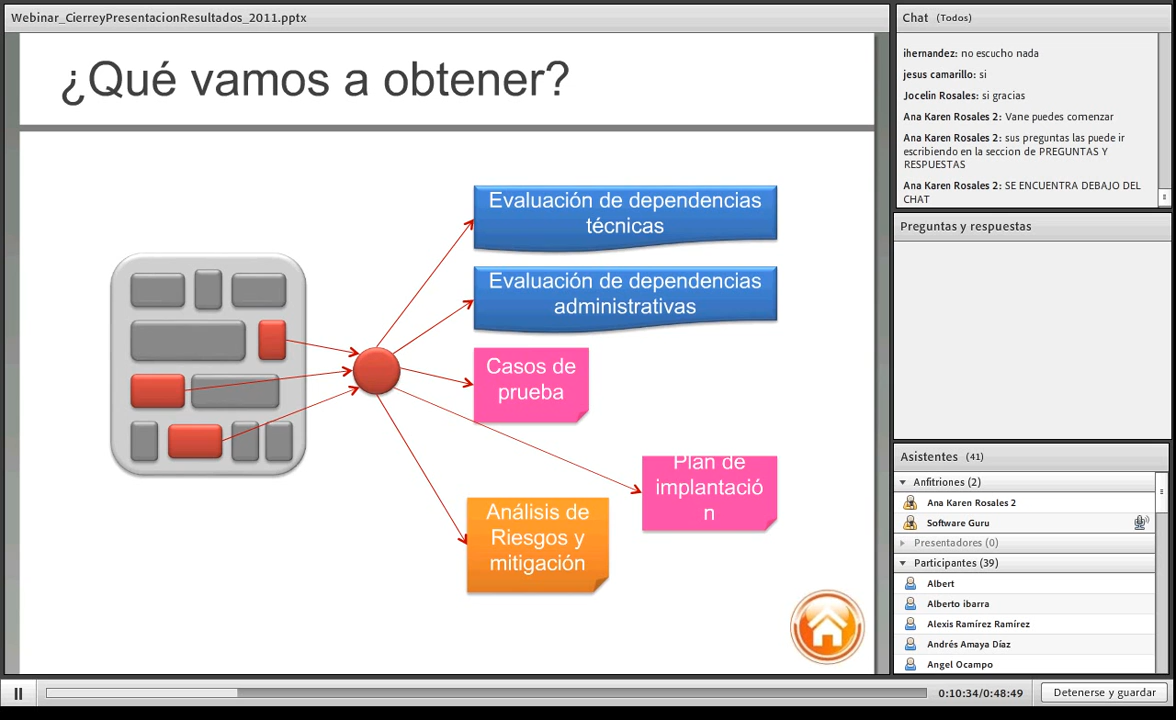 Webinar_CierreyPresentacionResultados_2011.pptx
¿Qué vamos a obtener?
Evaluación de dependencias
técnicas
Evaluación de dependencias
administrativas
Casos de
prueba
Plan de
implantació
n
Análisis de
Riesgos y
mitigación
Chat (Todos)
ihernandez: no escucho nada
jesus camarillo: si
Jocelin Rosales: si gracias
Ana Karen Rosales 2: Vane puedes comenzar
Ana Karen Rosales 2: sus preguntas las puede ir
escribiendo en la seccion de PREGUNTAS Y
RESPUESTAS
Ana Karen Rosales 2: SE ENCUENTRA DEBAJO DEL
CHAT
Preguntas y respuestas
Asistentes (41)
Anfitriones (2)
Ana Karen Rosales 2
Software Guru
Presentadores (0)
Participantes (39)
Albert
Alberto ibarra
Alexis Ramírez Ramírez
Andrés Amaya Díaz
Angel Ocampo
0:10:34/0:48:49
Detenerse y guardar